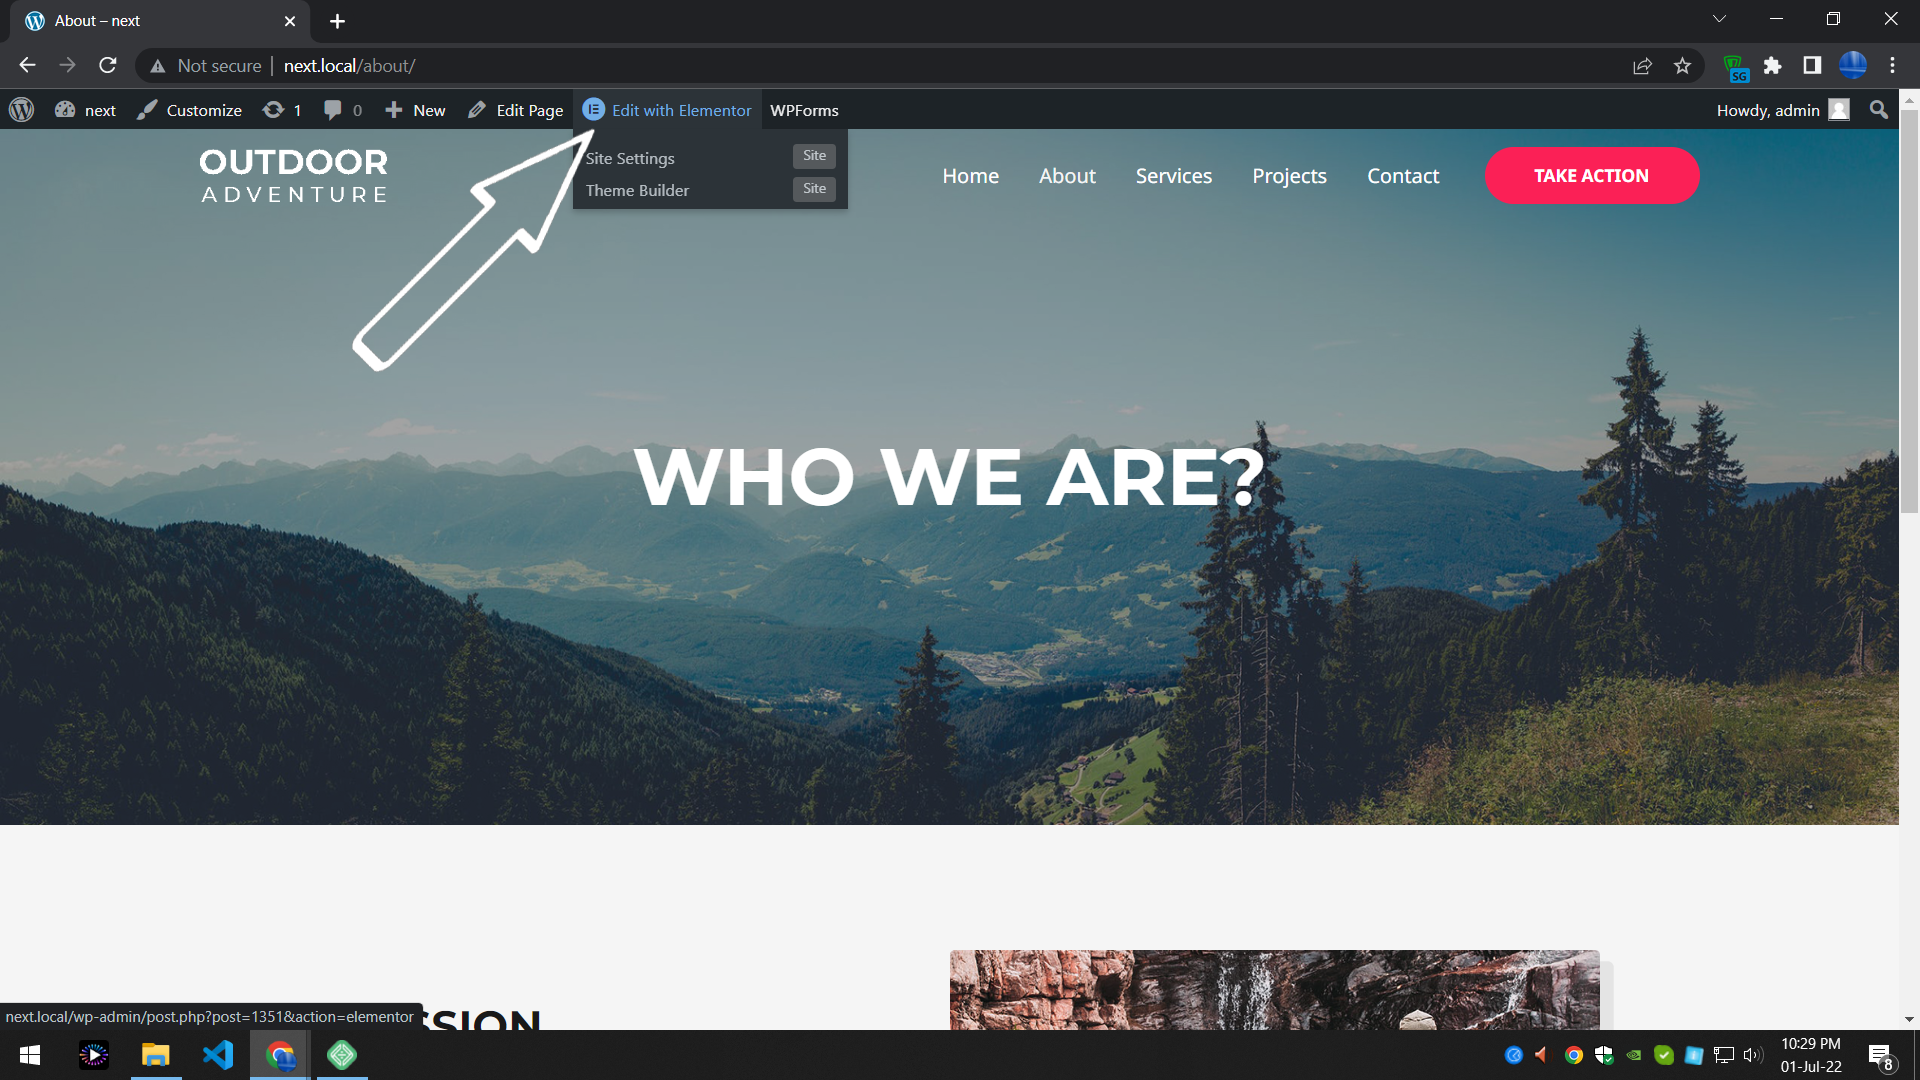 About – next
Not secure next.local/about/
SG
next Customize 1 0 New Edit Page Edit with Elementor WPForms Howdy, admin
Site Settings Site
Theme Builder Site
OUTDOOR
ADVENTURE
Home About Services Projects Contact TAKE ACTION
WHO WE ARE?
SSION
next.local/wp-admin/post.php?post=1351&action=elementor
10:29 PM
01-Jul-22
8